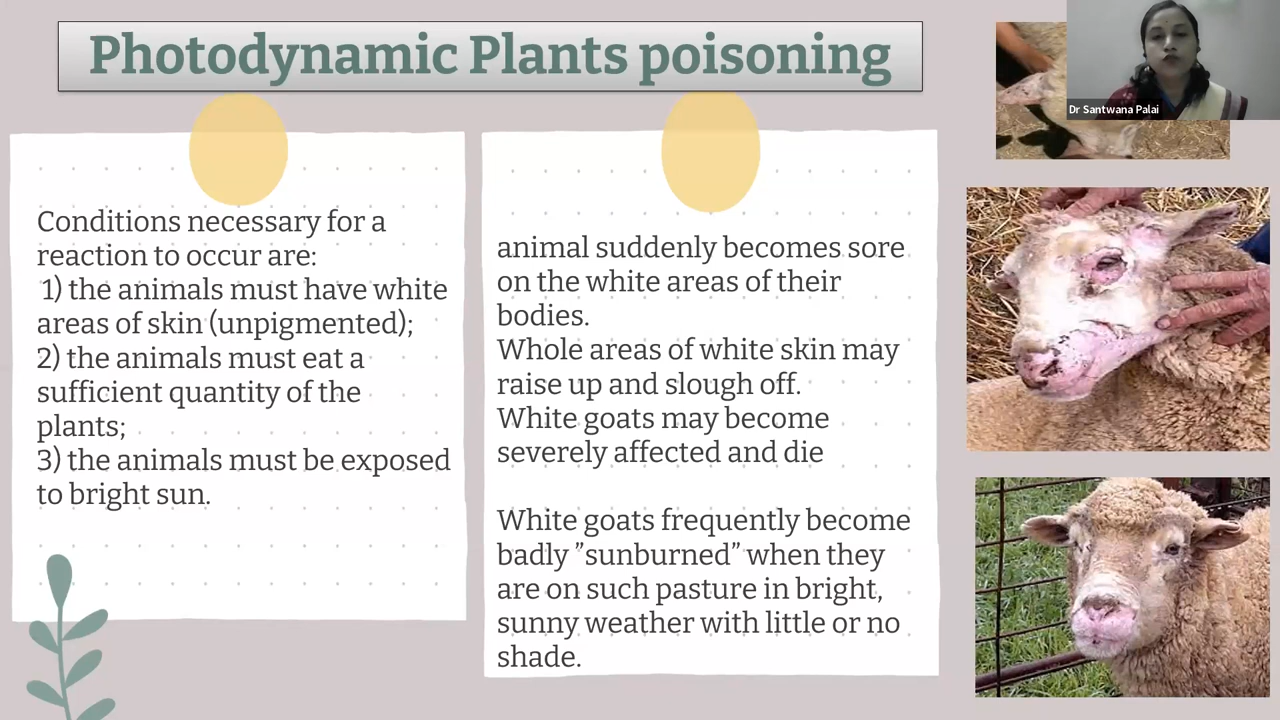 Photodynamic Plants poisoning
Conditions necessary for a
reaction to occur are:
1) the animals must have white
areas of skin (unpigmented);
2) the animals must eat a
sufficient quantity of the
plants;
3) the animals must be exposed
to bright sun.
animal suddenly becomes sore
on the white areas of their
bodies.
Whole areas of white skin may
raise up and slough off.
White goats may become
severely affected and die
White goats frequently become
badly ”sunburned” when they
are on such pasture in bright,
sunny weather with little or no
shade.
Dr Santwana Palai